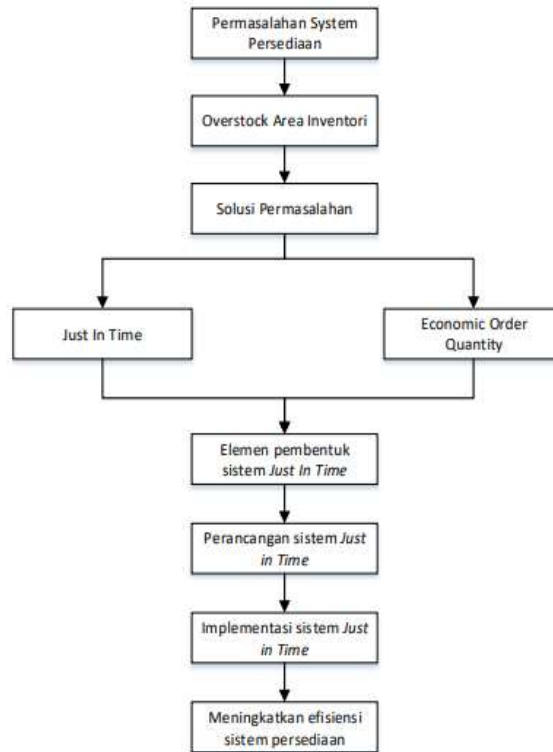 Permasalahan System
Persediaan
Overstock Area Inventori
Solusi Permasalahan
Just In Time
Economic Order
Quantity
Elemen pembentuk
sistem Just In Time
Perancangan sistem Just
in Time
Implementasi sistem Just
in Time
Meningkatkan efisiensi
sistem persediaan